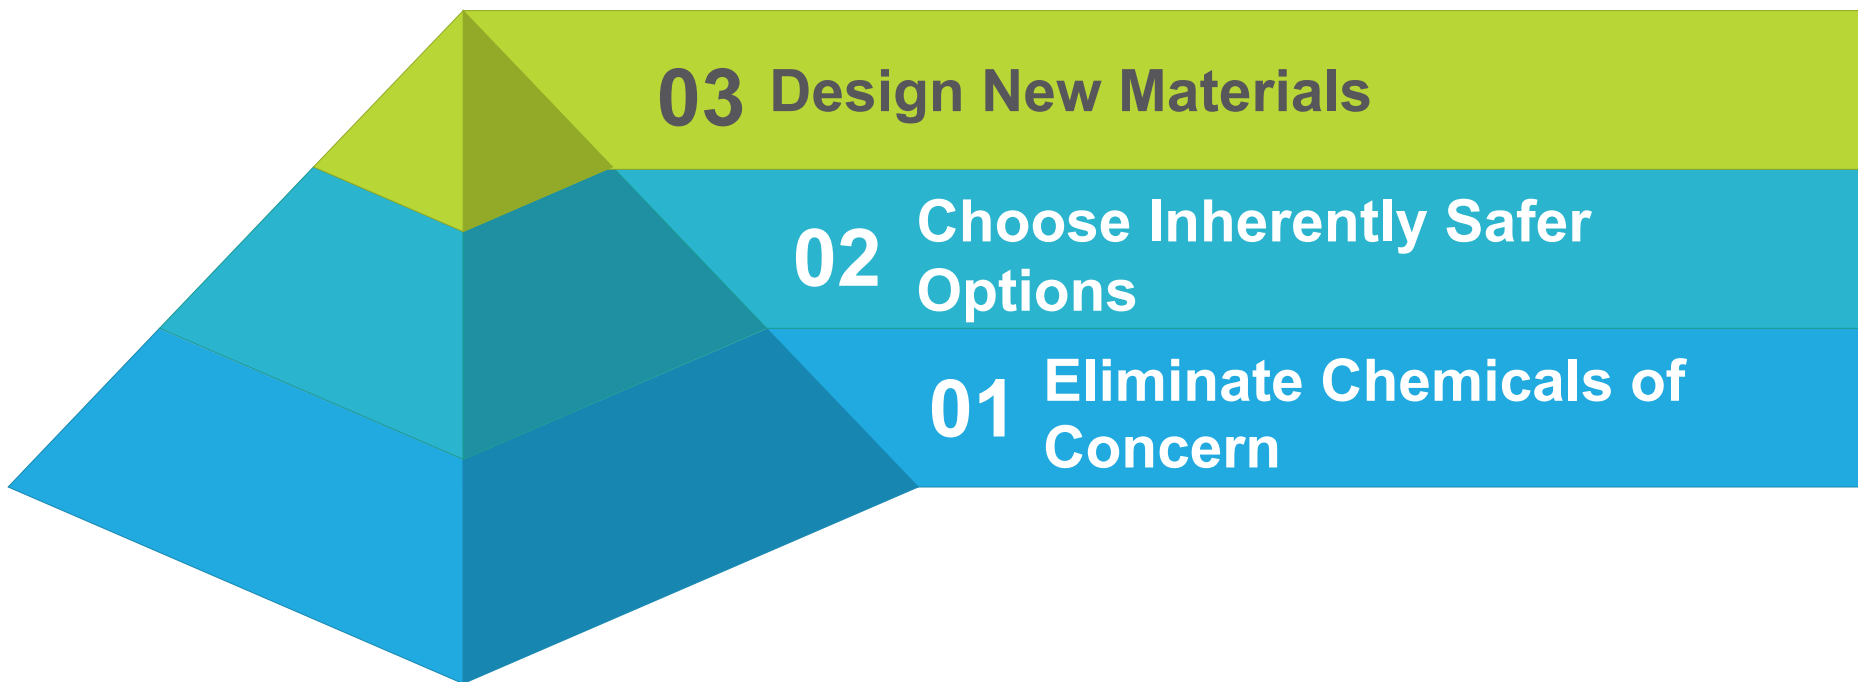 03 Design New Materials
02 Choose Inherently Safer
Options
01 Eliminate Chemicals of
Concern